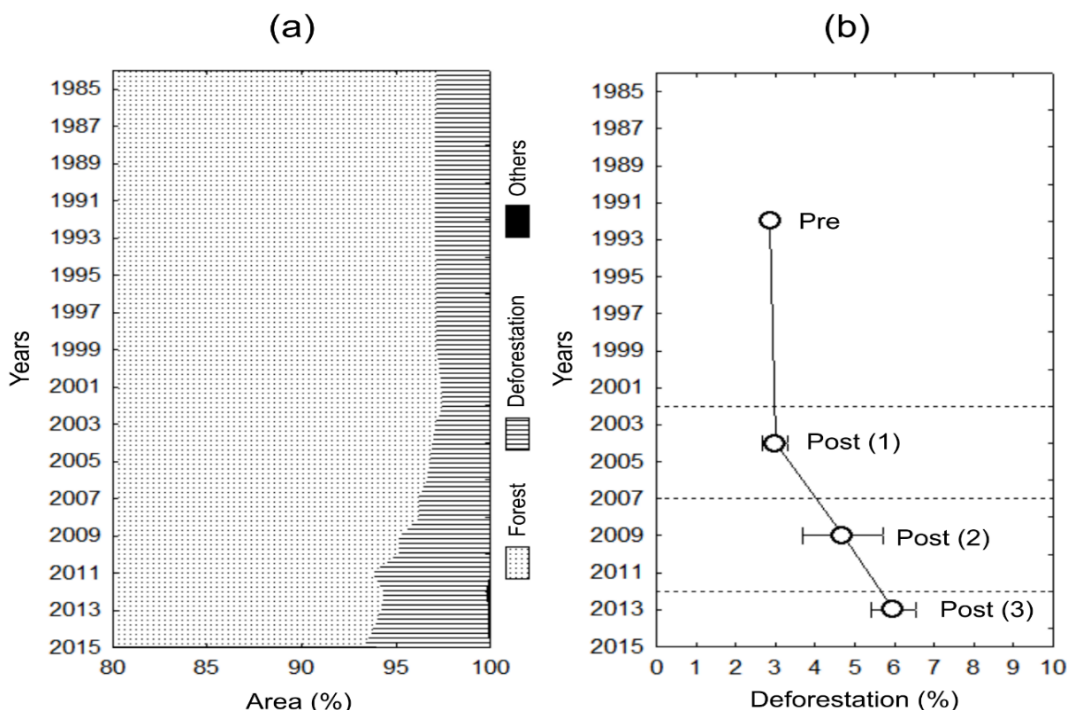 (a)
Years
1985
1987
1989
1991
1993
1995
1997
1999
2001
2003
2005
2007
2009
2011
2013
2015
80 85 90 95 100
Area (%)
Others
Deforestation
Forest
(b)
Years
1985
1987
1989
1991
1993
1995
1997
1999
2001
2003
2005
2007
2009
2011
2013
2015
Pre
Post (1)
Post (2)
Post (3)
0 1 2 3 4 5 6 7 8 9 10
Deforestation (%)